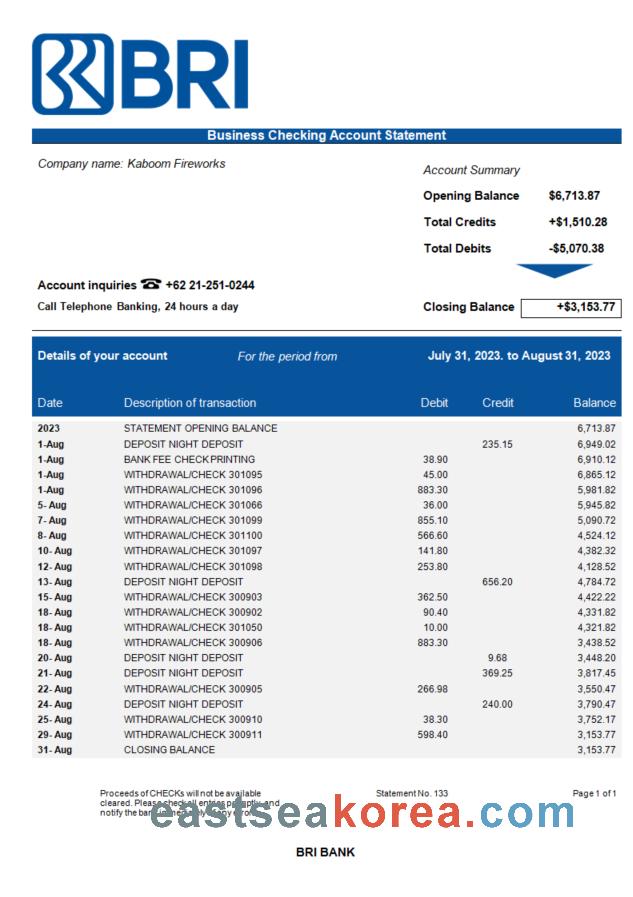 BRI
Business Checking Account Statement
Company name: Kaboom Fireworks
Account Summary
Opening Balance $6,713.87
Total Credits +$1,510.28
Total Debits -$5,070.38
Account inquiries ☎ +62 21-251-0244
Call Telephone Banking, 24 hours a day
Closing Balance +$3,153.77
Details of your account For the period from July 31, 2023. to August 31, 2023
Date Description of transaction Debit Credit Balance
2023 STATEMENT OPENING BALANCE 6,713.87
1-Aug DEPOSIT NIGHT DEPOSIT 235.15 6,949.02
1-Aug BANK FEE CHECK PRINTING 38.90 6,910.12
1-Aug WITHDRAWAL/CHECK 301095 45.00 6,865.12
1-Aug WITHDRAWAL/CHECK 301096 883.30 5,981.82
5- Aug WITHDRAWAL/CHECK 301066 36.00 5,945.82
7- Aug WITHDRAWAL/CHECK 301099 855.10 5,090.72
8- Aug WITHDRAWAL/CHECK 301100 566.60 4,524.12
10- Aug WITHDRAWAL/CHECK 301097 141.80 4,382.32
12- Aug WITHDRAWAL/CHECK 301098 253.80 4,128.52
13- Aug DEPOSIT NIGHT DEPOSIT 656.20 4,784.72
15- Aug WITHDRAWAL/CHECK 300903 362.50 4,422.22
18- Aug WITHDRAWAL/CHECK 300902 90.40 4,331.82
18- Aug WITHDRAWAL/CHECK 301050 10.00 4,321.82
18- Aug WITHDRAWAL/CHECK 300906 883.30 3,438.52
20- Aug DEPOSIT NIGHT DEPOSIT 9.68 3,448.20
21- Aug DEPOSIT NIGHT DEPOSIT 369.25 3,817.45
22- Aug WITHDRAWAL/CHECK 300905 266.98 3,550.47
24- Aug DEPOSIT NIGHT DEPOSIT 240.00 3,790.47
25- Aug WITHDRAWAL/CHECK 300910 38.30 3,752.17
29- Aug WITHDRAWAL/CHECK 300911 598.40 3,153.77
31- Aug CLOSING BALANCE 3,153.77
Proceeds of CHECKs will not be available Statement No. 133 Page 1 of 1
cleared. Please check all entries promptly and
notify the bank immediately of any errors
eastseakorea.com
BRI BANK